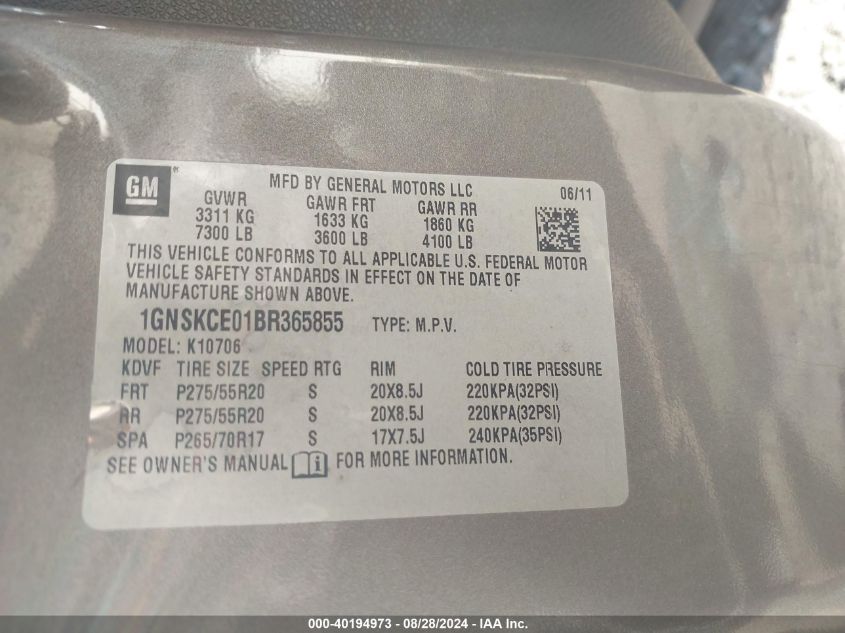 GM ®
MFD BY GENERAL MOTORS LLC 06/11
GVWR GAWR FRT GAWR RR
3311 KG 1633 KG 1860 KG
7300 LB 3600 LB 4100 LB
THIS VEHICLE CONFORMS TO ALL APPLICABLE U.S. FEDERAL MOTOR
VEHICLE SAFETY STANDARDS IN EFFECT ON THE DATE OF
MANUFACTURE SHOWN ABOVE.
1GNSKCE01BR365855 TYPE: M.P.V.
MODEL: K10706
KDVF TIRE SIZE SPEED RTG RIM COLD TIRE PRESSURE
FRT P275/55R20 S 20X8.5J 220KPA(32PSI)
RR P275/55R20 S 20X8.5J 220KPA(32PSI)
SPA P265/70R17 S 17X7.5J 240KPA(35PSI)
SEE OWNER'S MANUAL i FOR MORE INFORMATION.
000-40194973 - 08/28/2024 - IAA Inc.